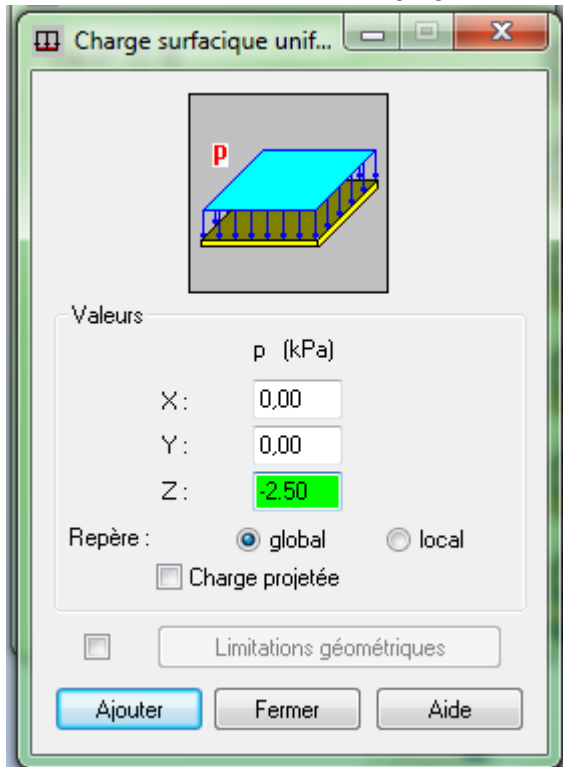 Charge surfacique unif...
p
Valeurs
p (kPa)
X : 0,00
Y : 0,00
Z : -2.50
Repère : global local
Charge projetée
Limitations géométriques
Ajouter Fermer Aide